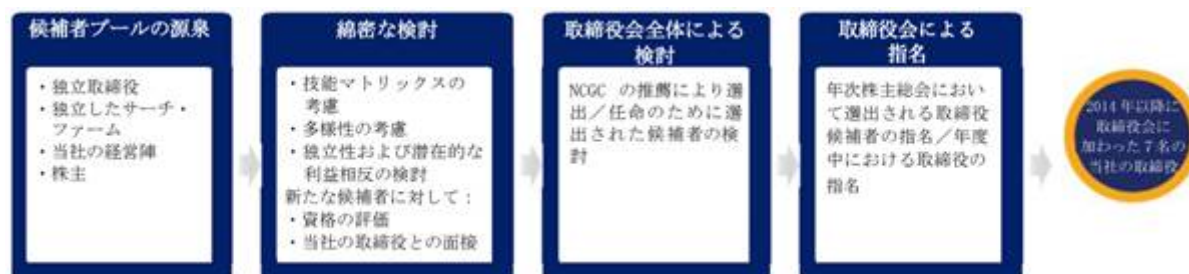 候補者プールの源泉
・独立取締役
・独立したサーチ・
ファーム
・当社の経営陣
・株主
綿密な検討
・技能マトリックスの
考慮
・多様性の考慮
・独立性および潜在的な
利益相反の検討
新たな候補者に対して：
・資格の評価
・当社の取締役との面接
取締役会全体による
検討
NCGC の推薦により選
出／任命のために選
出された候補者の検
討
取締役会による
指名
年次株主総会におい
て選出される取締役
候補者の指名／年度
中における取締役の
指名
2014 年以降に
取締役会に
加わった 7 名の
当社の取締役